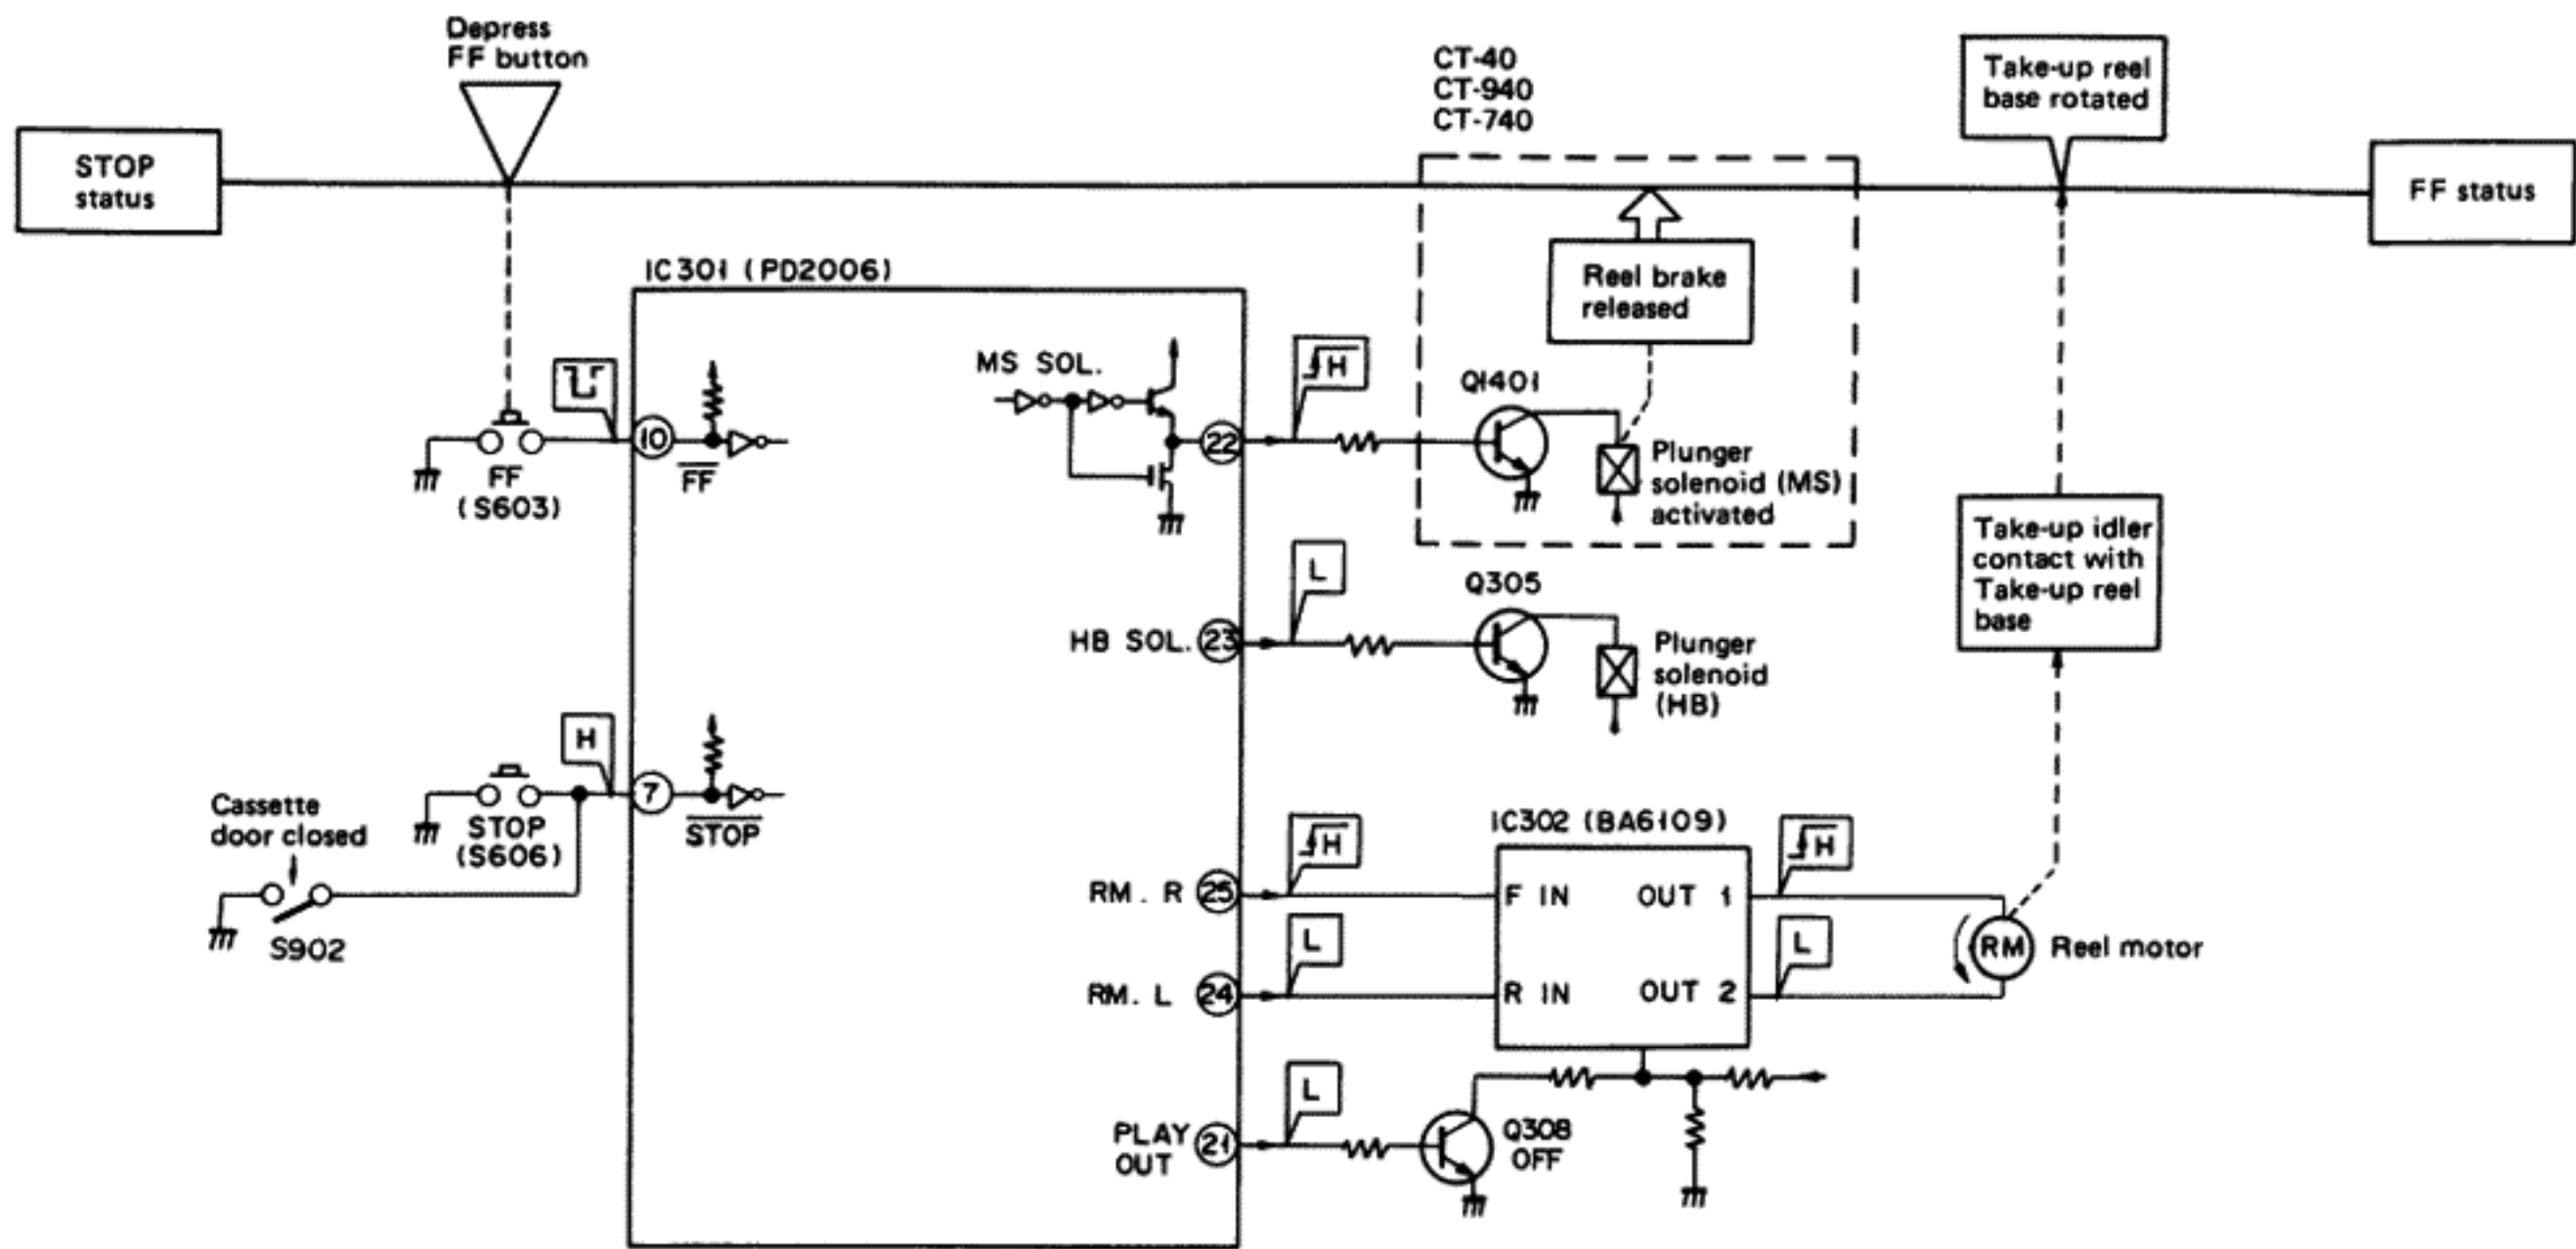 Depress
FF button
CT-40
CT-940
CT-740
Take-up reel
base rotated
STOP
status
FF status
Reel brake
released
IC301 (PD2006)
MS SOL.
H
Q1401
10
FF
22
FF
(S603)
Plunger
solenoid (MS)
activated
Take-up idler
contact with
Take-up reel
base
L
Q305
HB SOL.
23
Plunger
solenoid
(HB)
H
7
STOP
Cassette
door closed
STOP
(S606)
S902
IC302 (BA6109)
H
H
RM. R
25
F IN
OUT 1
L
L
RM
Reel motor
RM. L
24
R IN
OUT 2
L
PLAY
OUT
21
Q308
OFF